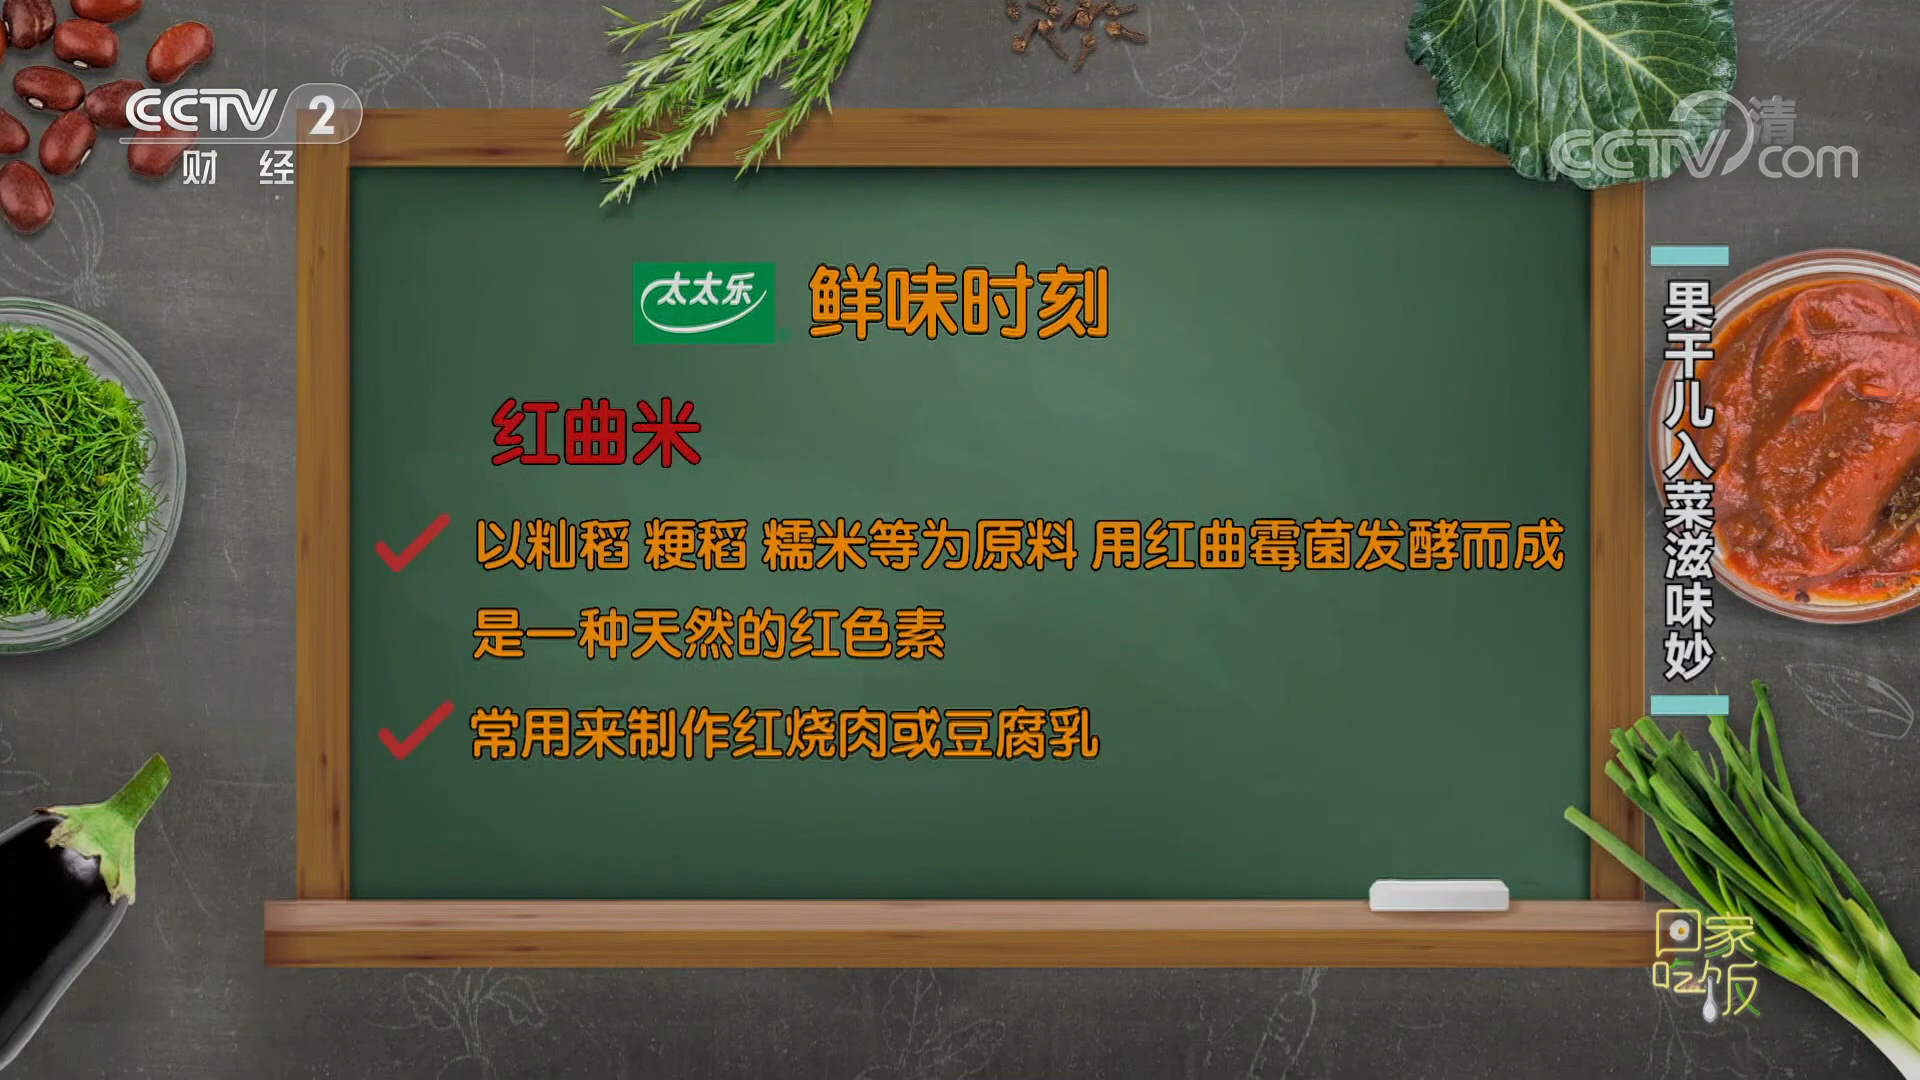 CCTV 2
财 经
高清
CCTV.com
太太乐 鲜味时刻
红曲米
以籼稻 粳稻 糯米等为原料 用红曲霉菌发酵而成
是一种天然的红色素
常用来制作红烧肉或豆腐乳
果干儿入菜滋味妙
回家
吃饭